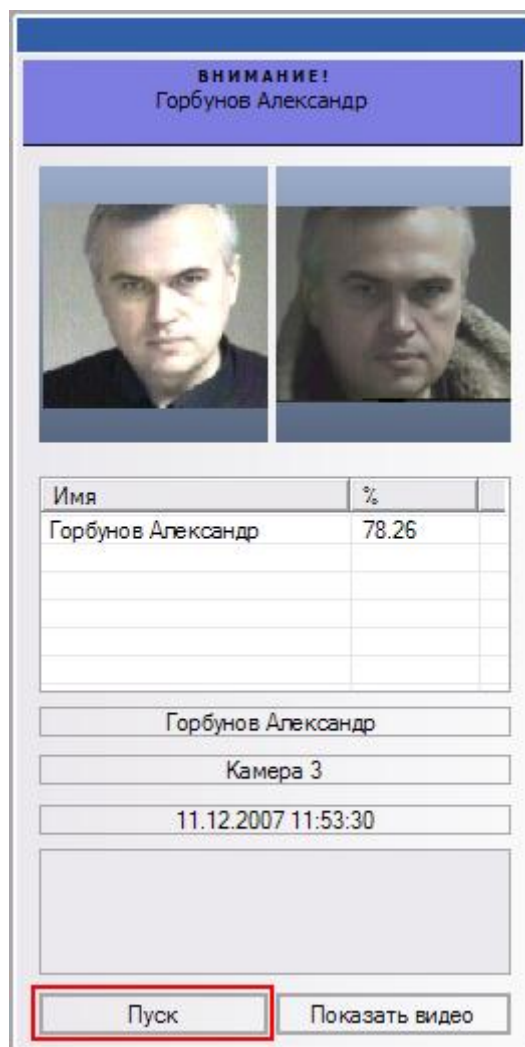 ВНИМАНИЕ!
Горбунов Александр
Имя %
Горбунов Александр 78.26
Горбунов Александр
Камера 3
11.12.2007 11:53:30
Пуск Показать видео